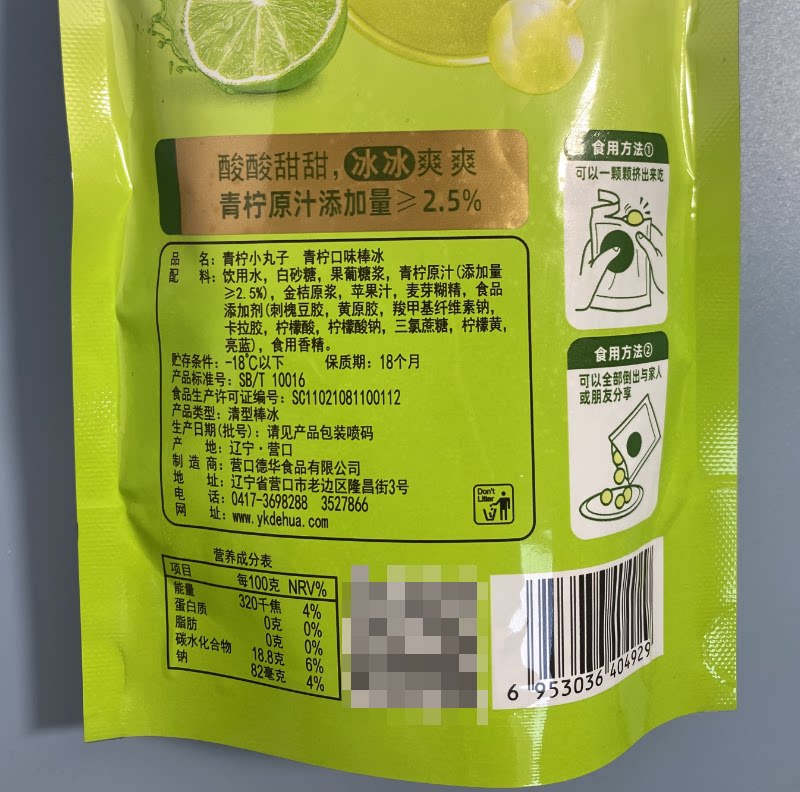 酸酸甜甜，冰冰爽爽
青柠原汁添加量≥2.5%
品 名：青柠小丸子 青柠口味棒冰
配 料：饮用水，白砂糖，果葡糖浆，青柠原汁(添加量
≥2.5%)，金桔原浆，苹果汁，麦芽糊精，食品
添加剂(刺槐豆胶，黄原胶，羧甲基纤维素钠，
卡拉胶，柠檬酸，柠檬酸钠，三氯蔗糖，柠檬黄，
亮蓝)，食用香精。
贮存条件：-18℃以下 保质期：18个月
产品标准号：SB/T 10016
食品生产许可证编号：SC11021081100112
产品类型：清型棒冰
生产日期(批号)：请见产品包装喷码
产 地：辽宁·营口
制 造 商：营口德华食品有限公司
地 址：辽宁省营口市老边区隆昌街3号
电 话：0417-3698288 3527866
网 址：www.ykdehua.com
Don't
Litter
食用方法①
可以一颗颗挤出来吃
食用方法②
可以全部倒出与家人
或朋友分享
营养成分表
项目 每100克 NRV%
能量 320千焦 4%
蛋白质 0克 0%
脂肪 0克 0%
碳水化合物 18.8克 6%
钠 82毫克 4%
6 953036 404929